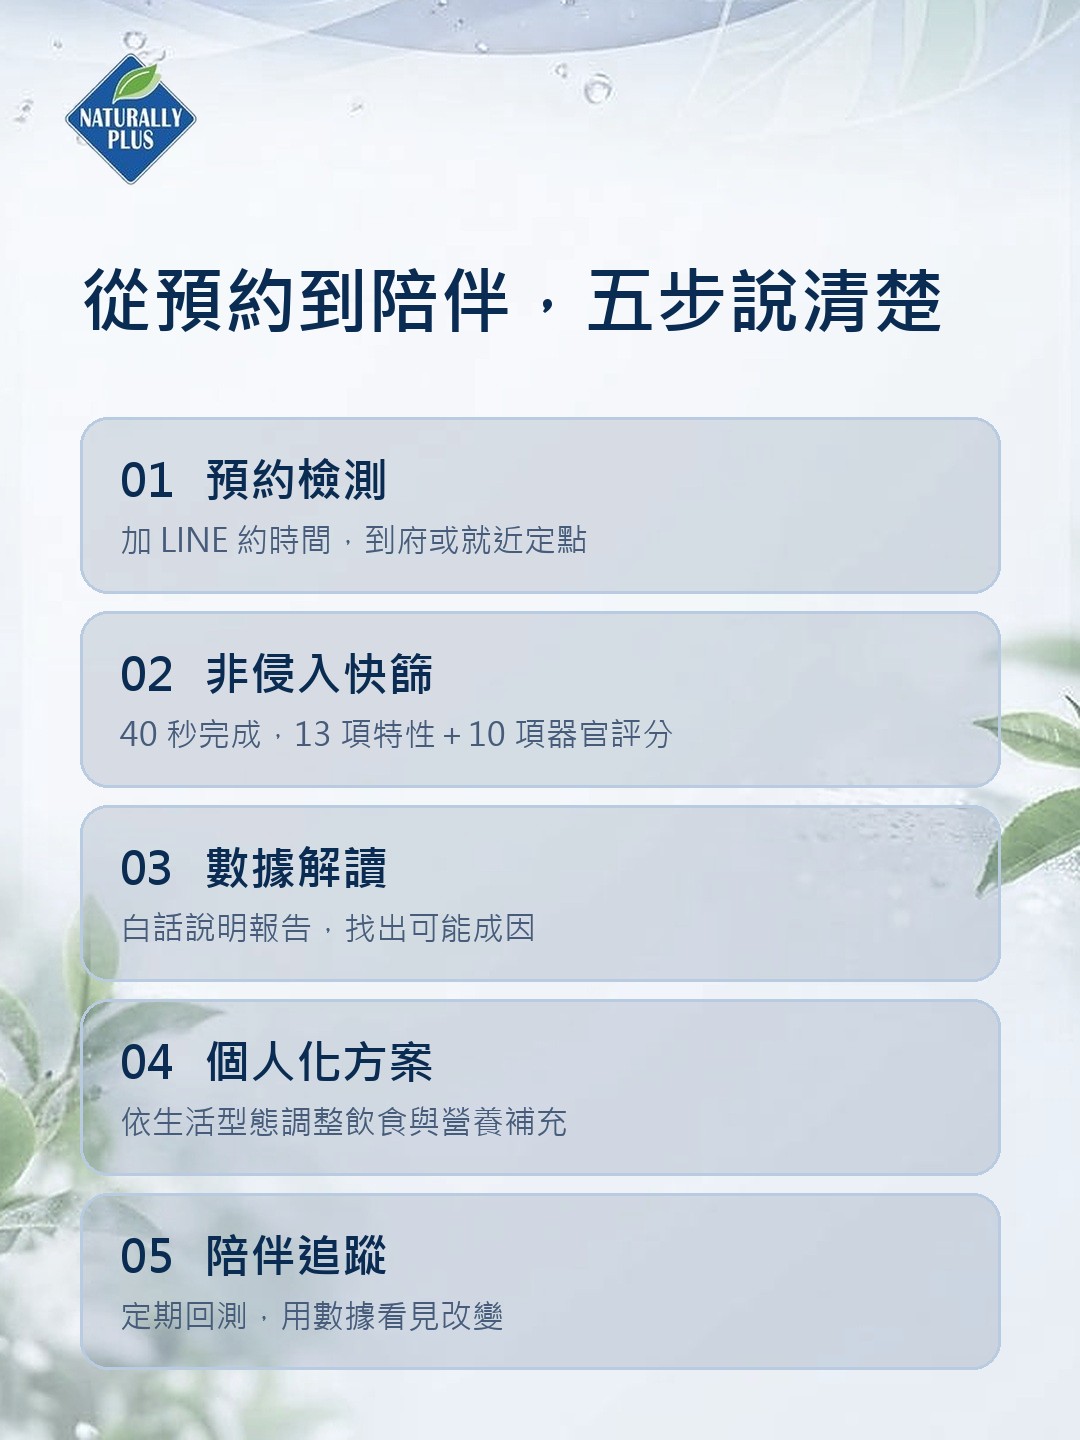 NATURALLY
PLUS
從預約到陪伴，五步說清楚
01 預約檢測
加 LINE 約時間，到府或就近定點
02 非侵入快篩
40 秒完成，13 項特性＋10 項器官評分
03 數據解讀
白話說明報告，找出可能成因
04 個人化方案
依生活型態調整飲食與營養補充
05 陪伴追蹤
定期回測，用數據看見改變